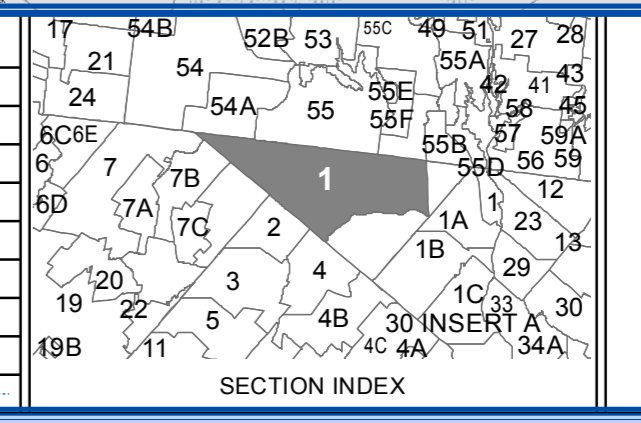 17 54B 52B 53 55C 49 51 27 28
21 54 55A 43
24 54A 55 55E 42 41 58 45
6C 6E 55F 57 59A
55B
6 7 7B 1 55D 56 59
12
6D 7A 7C 2 1A 1 23
1B 13
20 3 4 29
19 22 1C 33 30
5 4B 30 INSERT A
19B 11 4C 4A 34A
SECTION INDEX